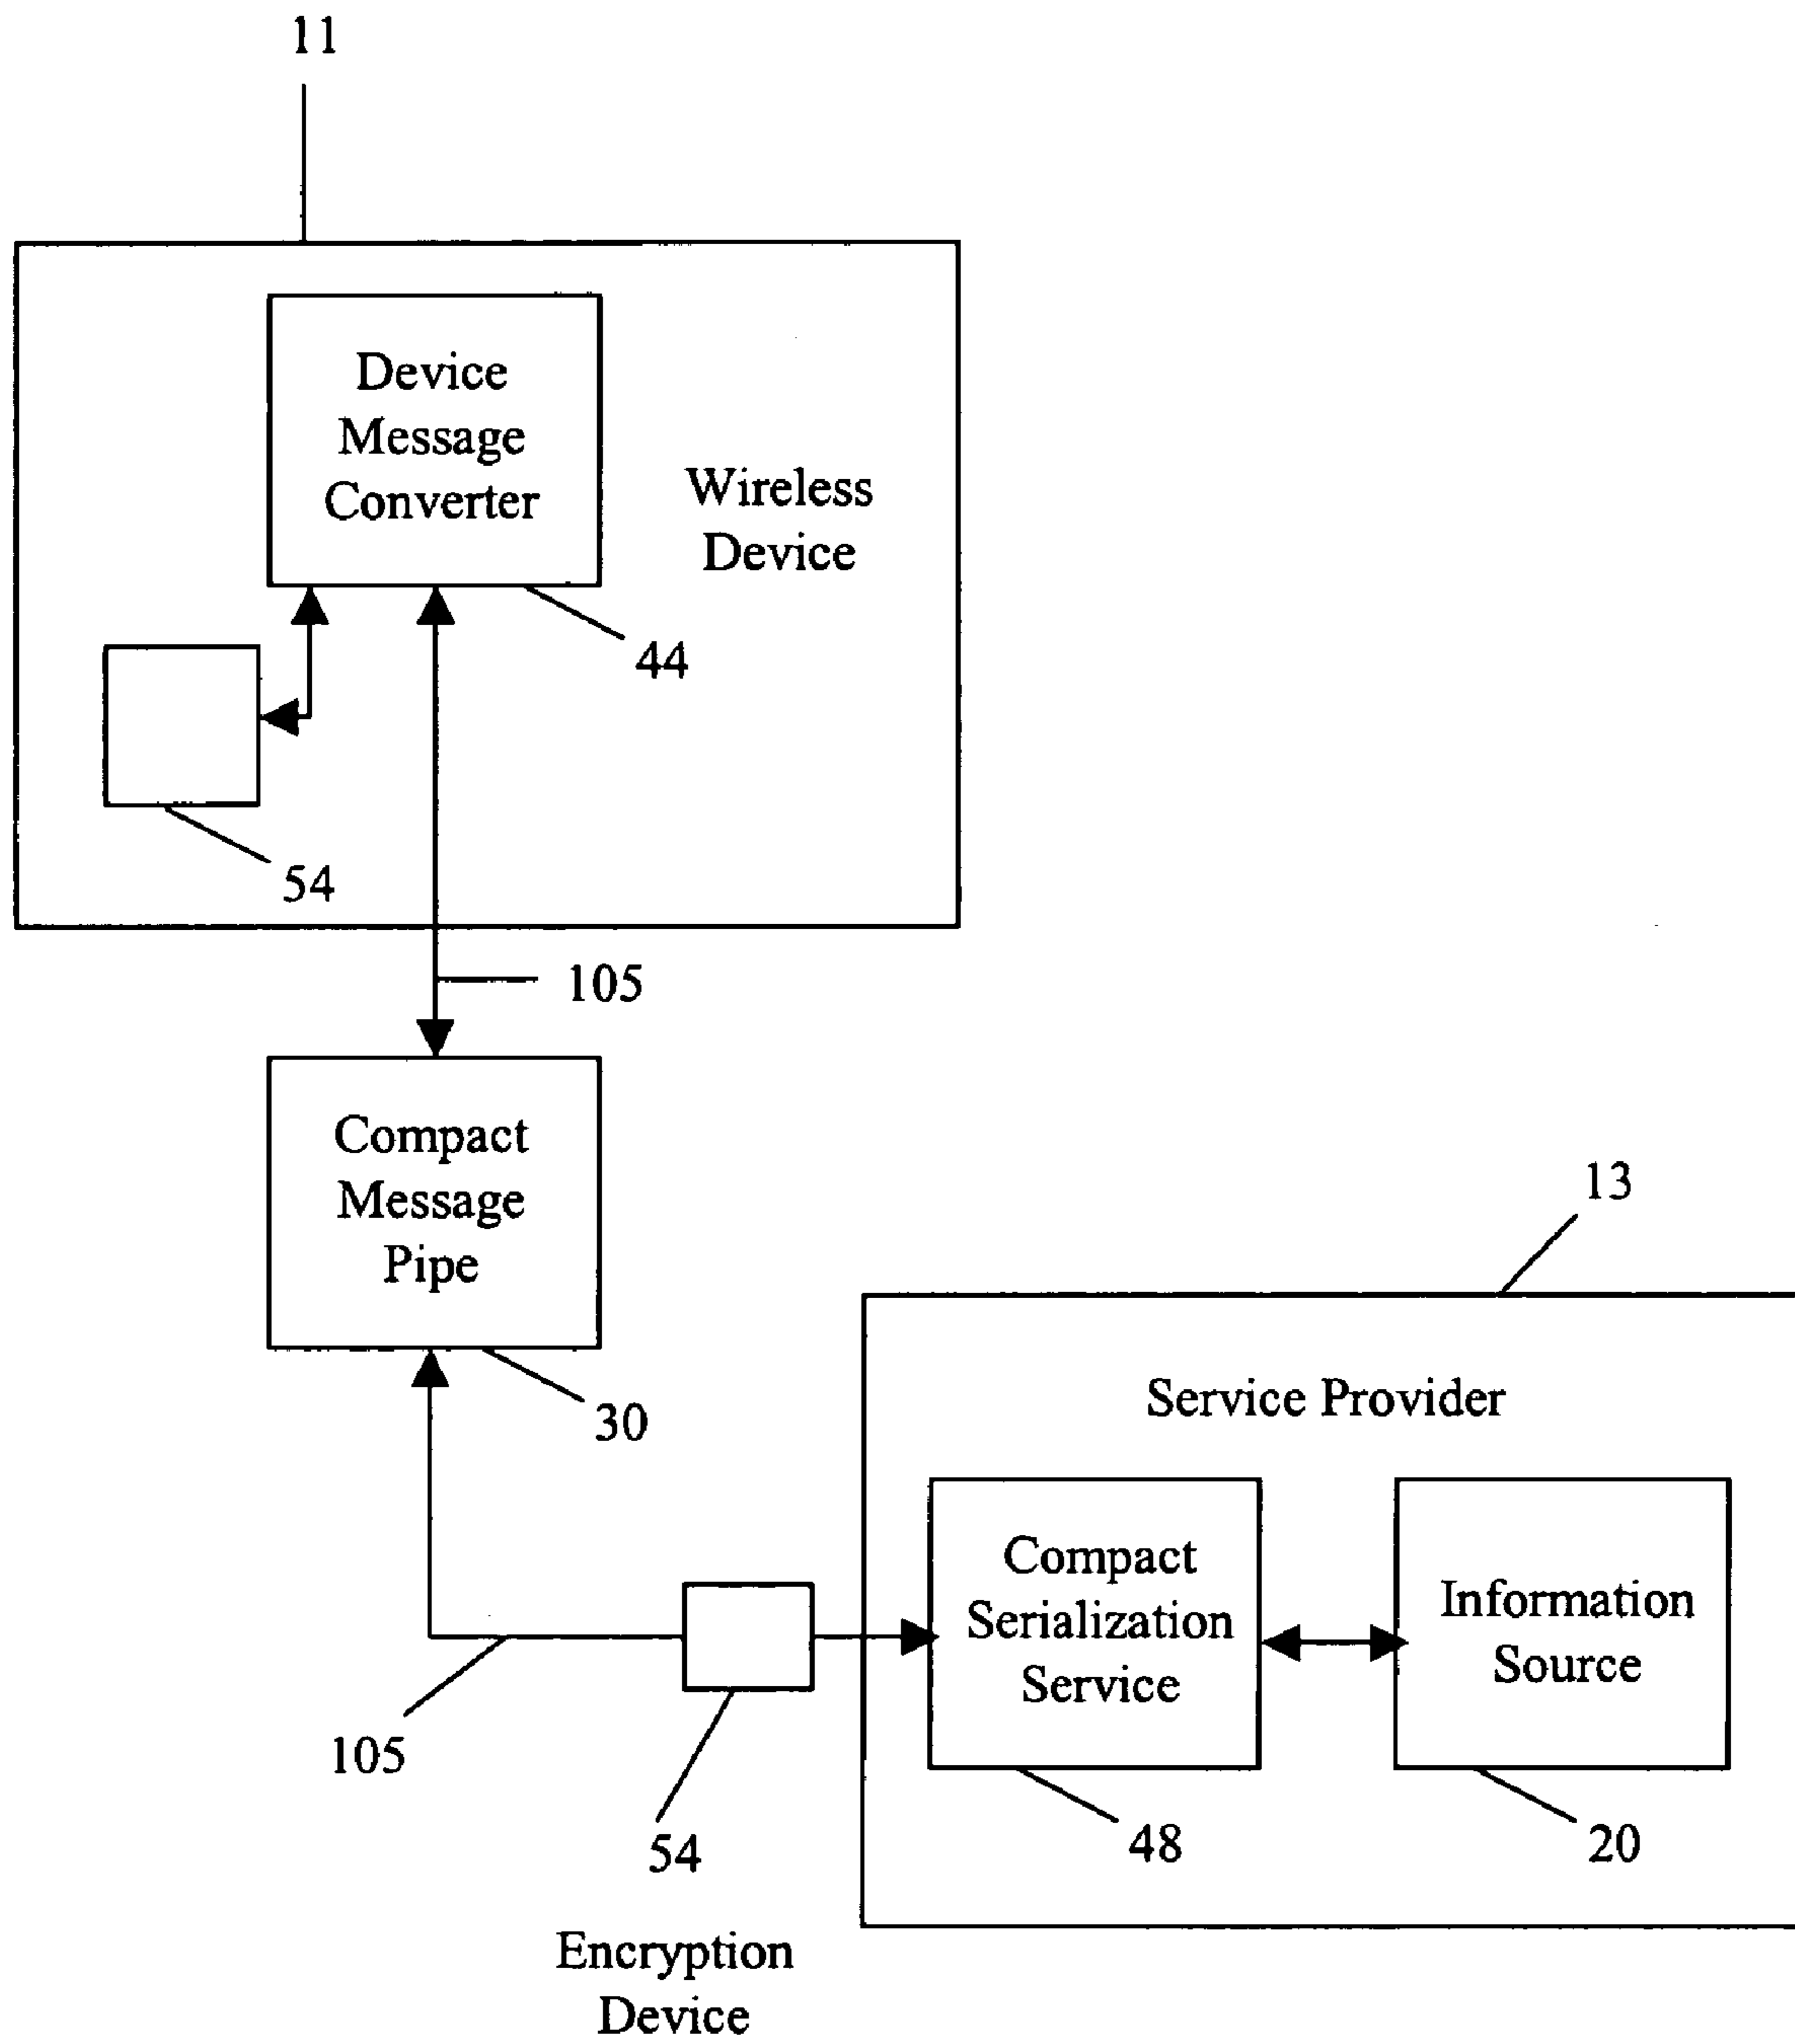 11
Device
Message
Converter
Wireless
Device
44
54
105
Compact
Message
Pipe
30
13
Service Provider
Compact
Serialization
Service
Information
Source
105
54
48
20
Encryption
Device